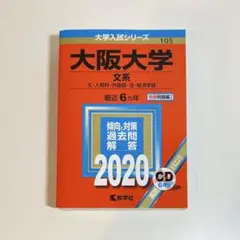 大学入試シリーズ
105
大阪大学
文系
文・人間科・外国語・法・経済学部
最近6カ年
傾向と対策
過去問
解答
2020
CD
教学社